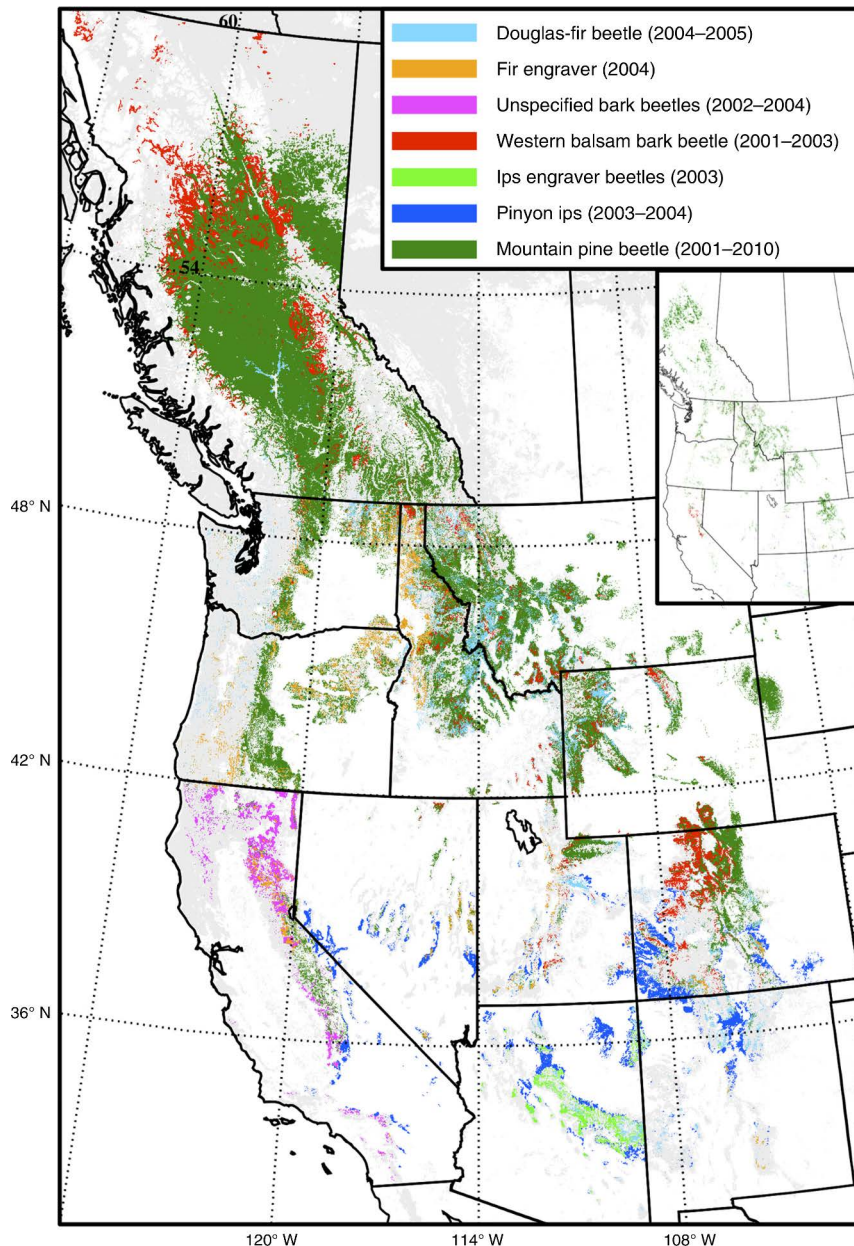 60
Douglas-fir beetle (2004–2005)
Fir engraver (2004)
Unspecified bark beetles (2002–2004)
Western balsam bark beetle (2001–2003)
Ips engraver beetles (2003)
Pinyon ips (2003–2004)
Mountain pine beetle (2001–2010)
54
48° N
42° N
36° N
120° W
114° W
108° W